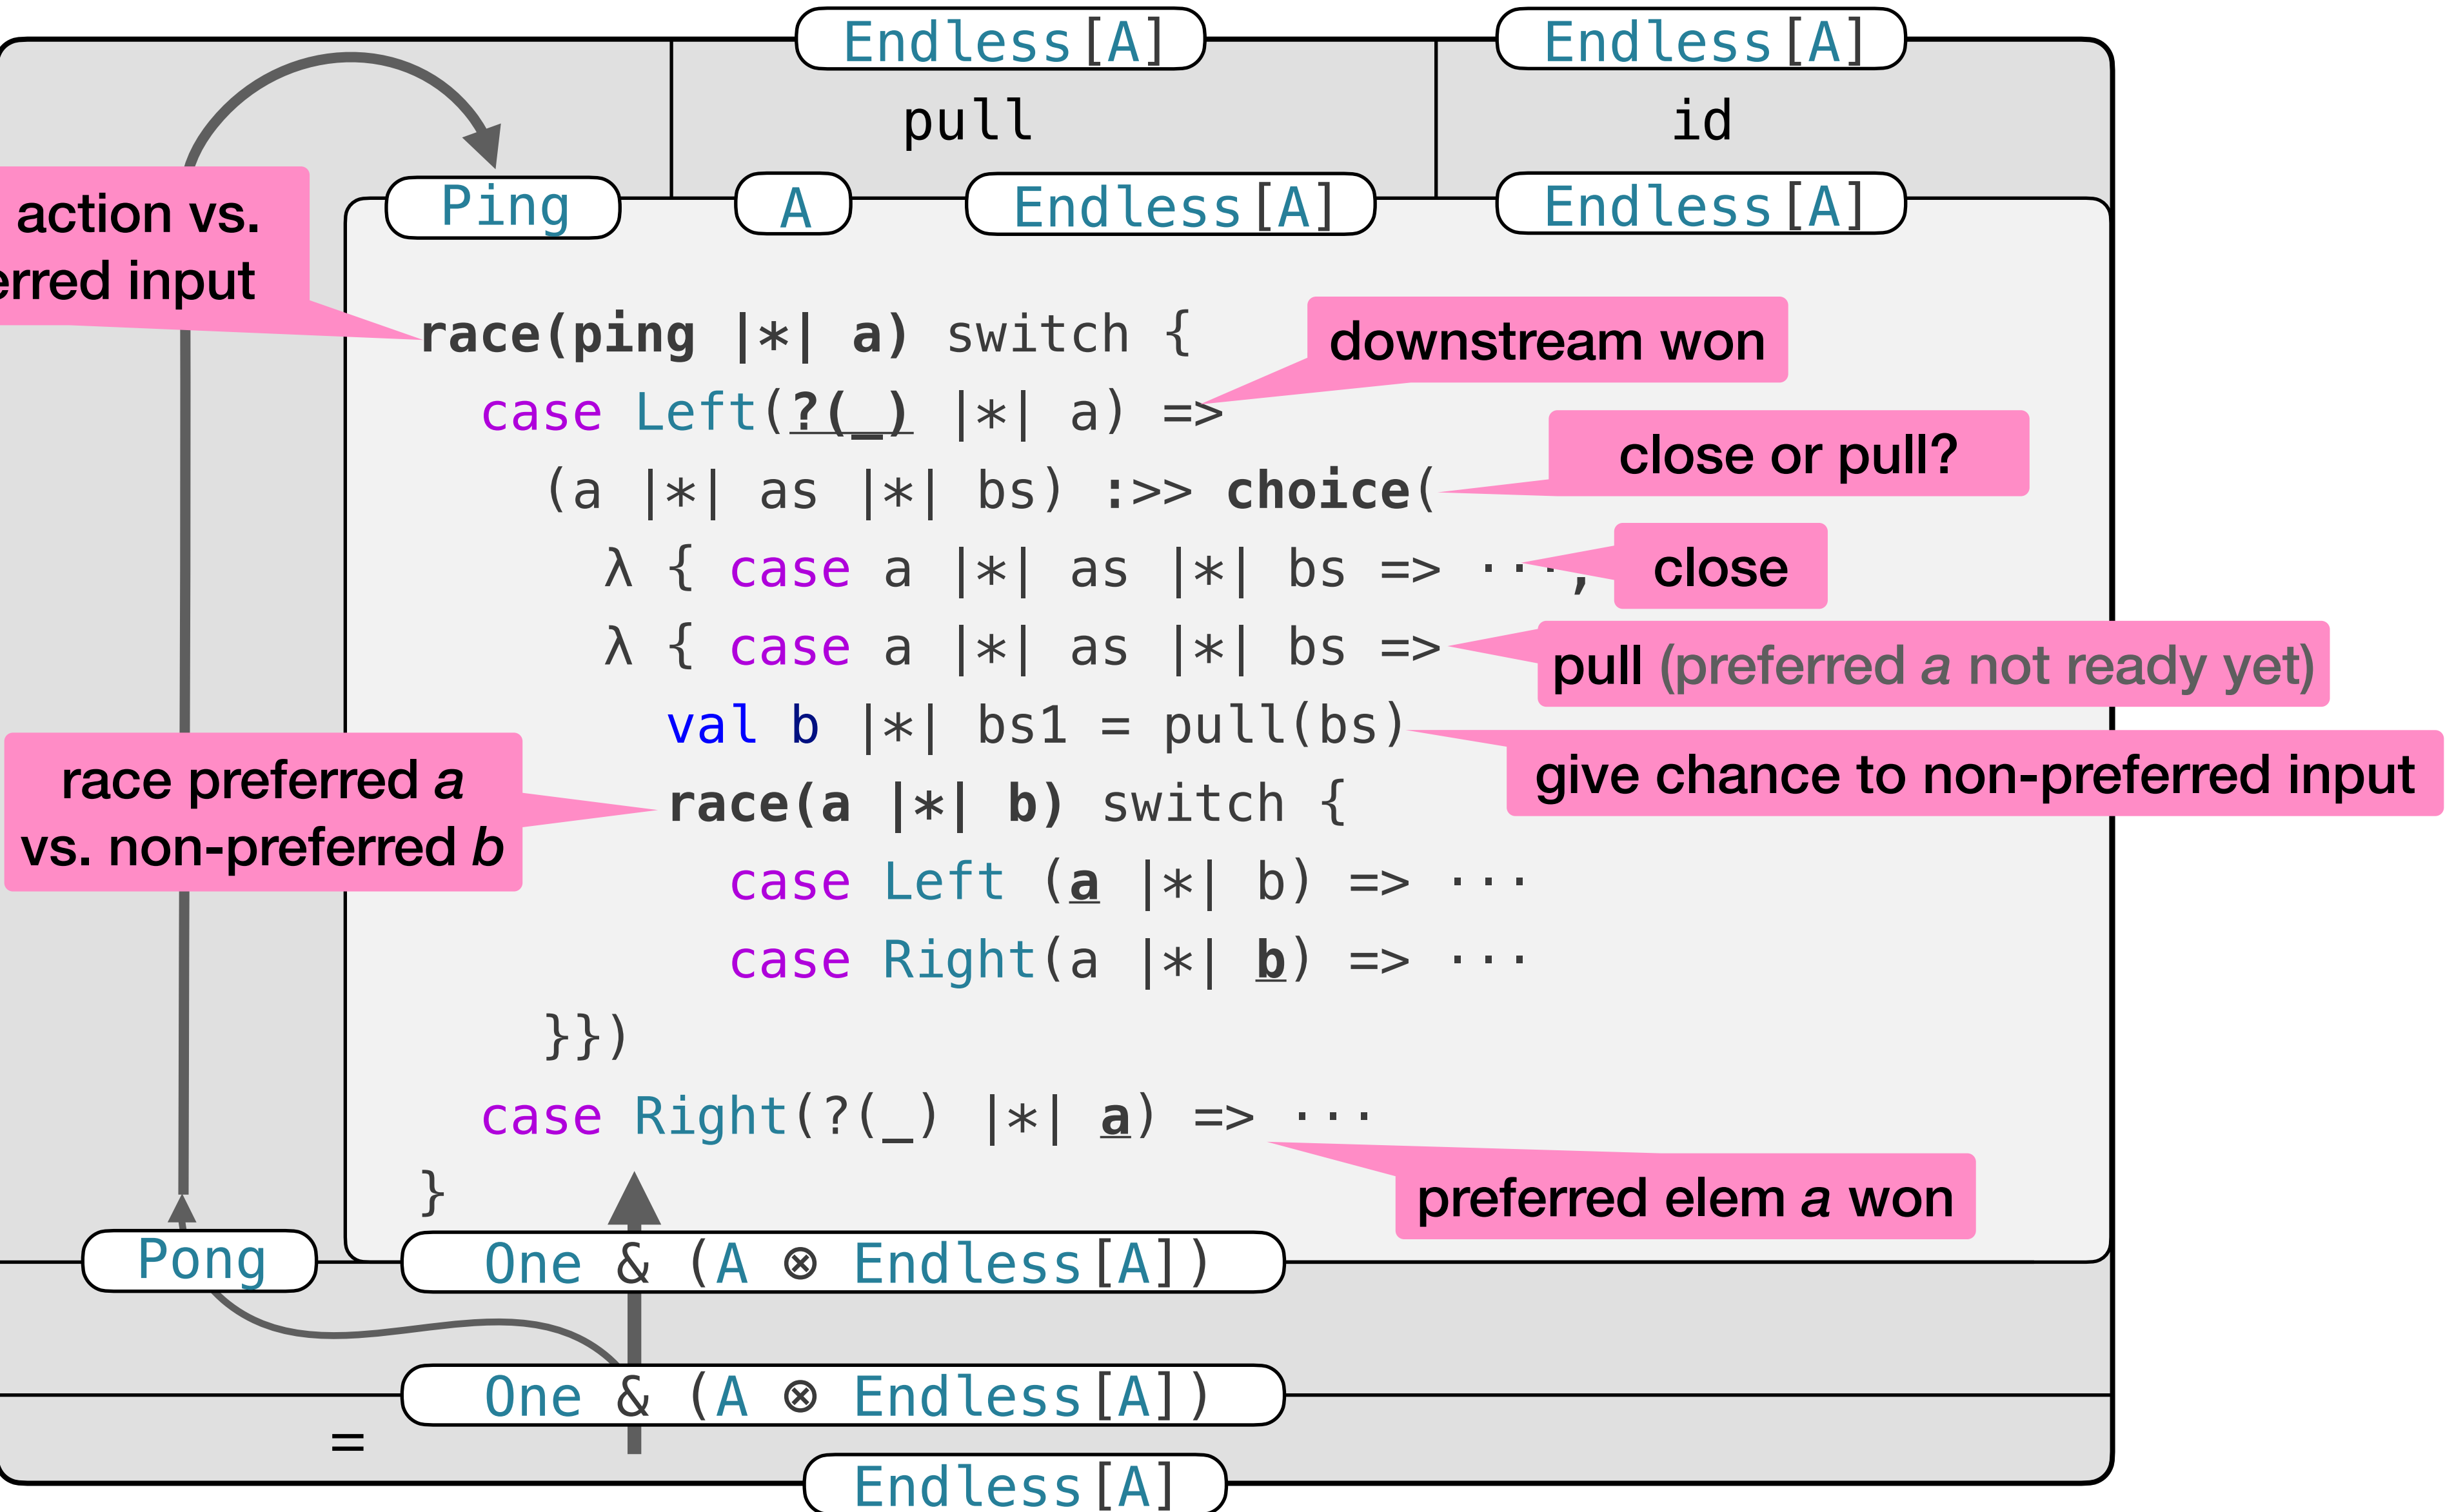 Endless[A]
Endless[A]
pull
id
Ping
A
Endless[A]
Endless[A]
action vs.
input
race(ping |*| a) switch {
downstream won
case Left(?(_) |*| a) =>
close or pull?
(a |*| as |*| bs) :>> choice(
λ { case a |*| as |*| bs => ···,
close
λ { case a |*| as |*| bs =>
pull (preferred a not ready yet)
val b |*| bs1 = pull(bs)
give chance to non-preferred input
race preferred a
vs. non-preferred b
race(a |*| b) switch {
case Left (a |*| b) => ···
case Right(a |*| b) => ···
}})
case Right(?(_) |*| a) => ···
preferred elem a won
}
Pong
One & (A ⊗ Endless[A])
One & (A ⊗ Endless[A])
=
Endless[A]